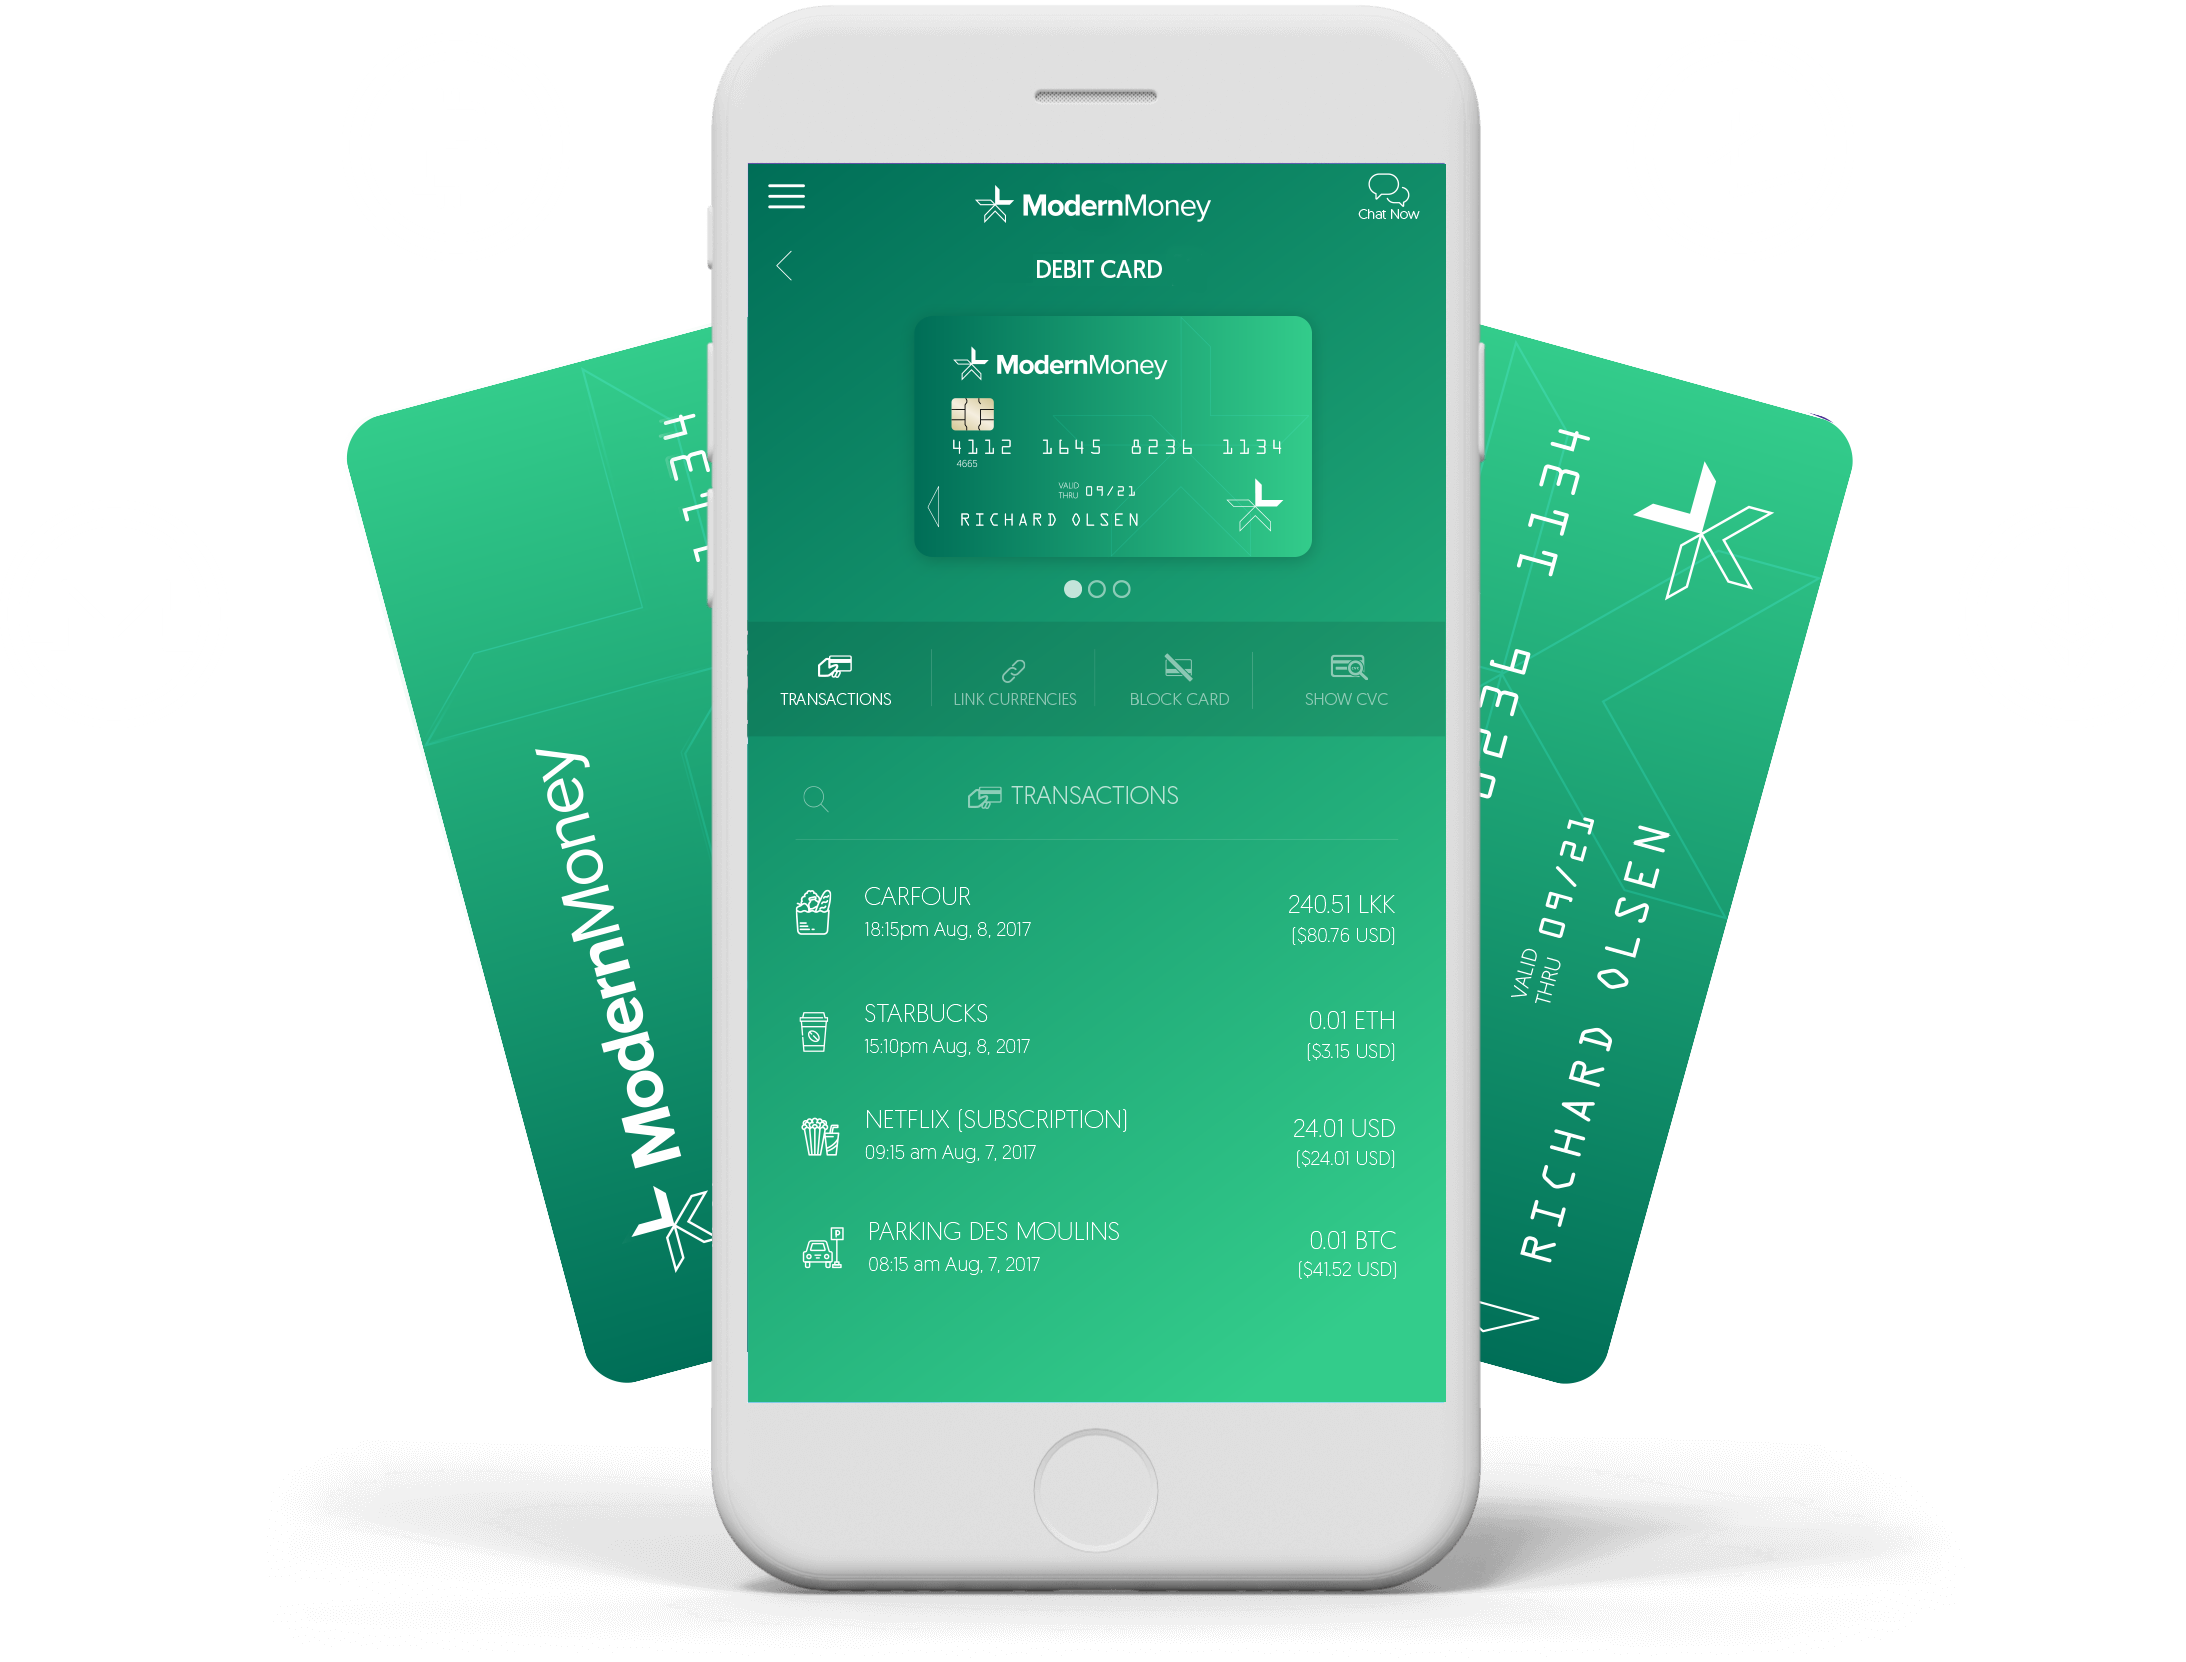 ModernMoney
Chat Now
DEBIT CARD
ModernMoney
4112 1645 8236 1134
4665
VALID THRU 09/21
RICHARD OLSEN
TRANSACTIONS
LINK CURRENCIES
BLOCK CARD
SHOW CVC
TRANSACTIONS
CARFOUR
240.51 LKK
18:15pm Aug, 8, 2017
($80.76 USD)
STARBUCKS
0.01 ETH
15:10pm Aug, 8, 2017
($3.15 USD)
NETFLIX (SUBSCRIPTION)
24.01 USD
09:15 am Aug, 7, 2017
($24.01 USD)
PARKING DES MOULINS
0.01 BTC
08:15 am Aug, 7, 2017
($41.52 USD)
ModernMoney
1134
8236 1134
VALID THRU 09/21
RICHARD OLSEN